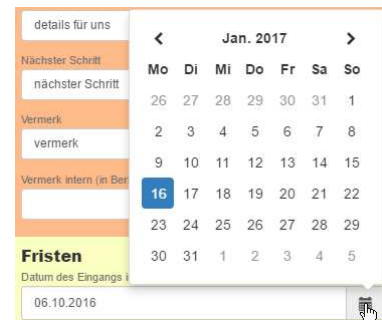 details für uns
Nächster Schritt
nächster Schritt
Vermerk
vermerk
Vermerk intern (in Ber
Fristen
Datum des Eingangs i
06.10.2016
Jan. 2017
Mo Di Mi Do Fr Sa So
26 27 28 29 30 31 1
2 3 4 5 6 7 8
9 10 11 12 13 14 15
16 17 18 19 20 21 22
23 24 25 26 27 28 29
30 31 1 2 3 4 5